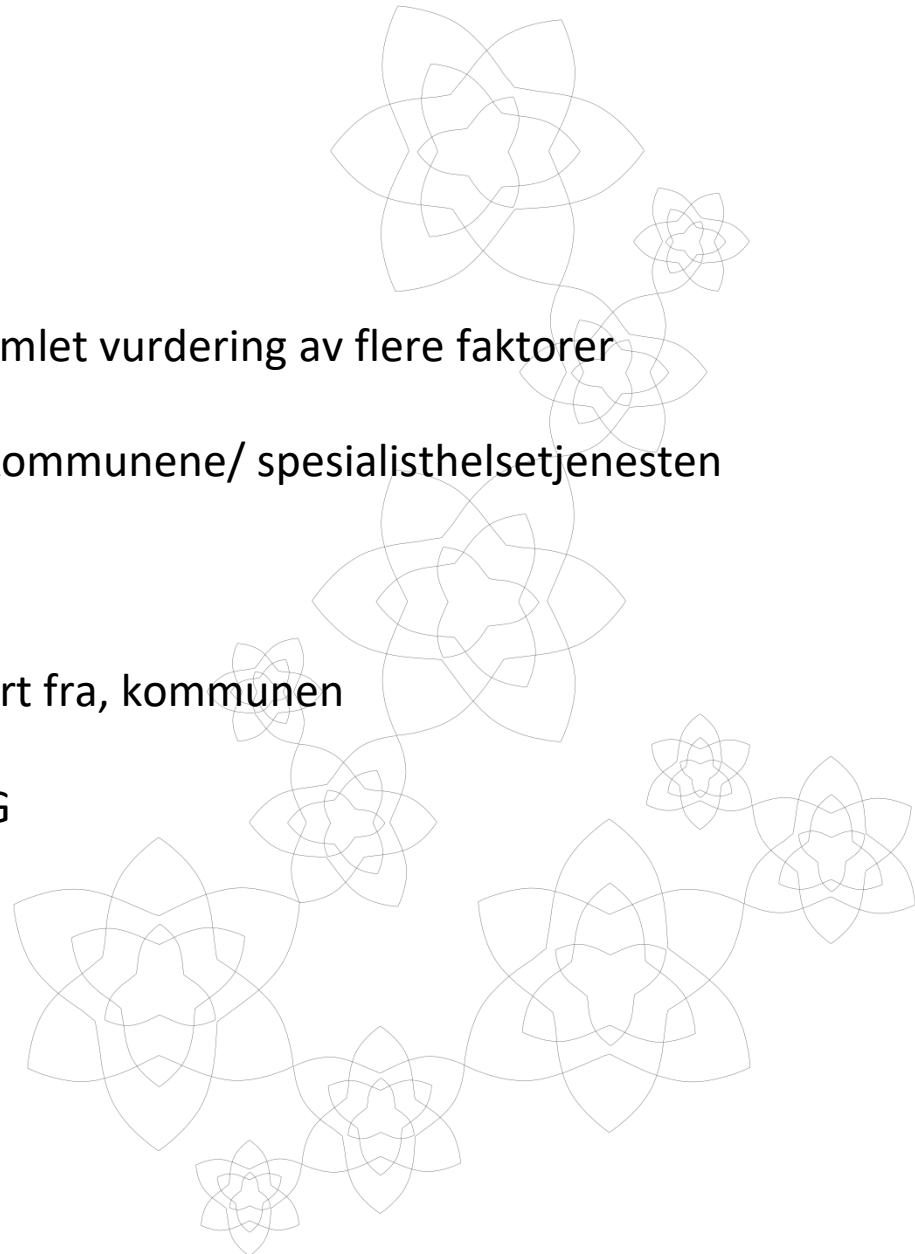 mlet vurdering av flere faktorer
ommunene/ spesialisthelsetjenesten
rt fra, kommunen
G